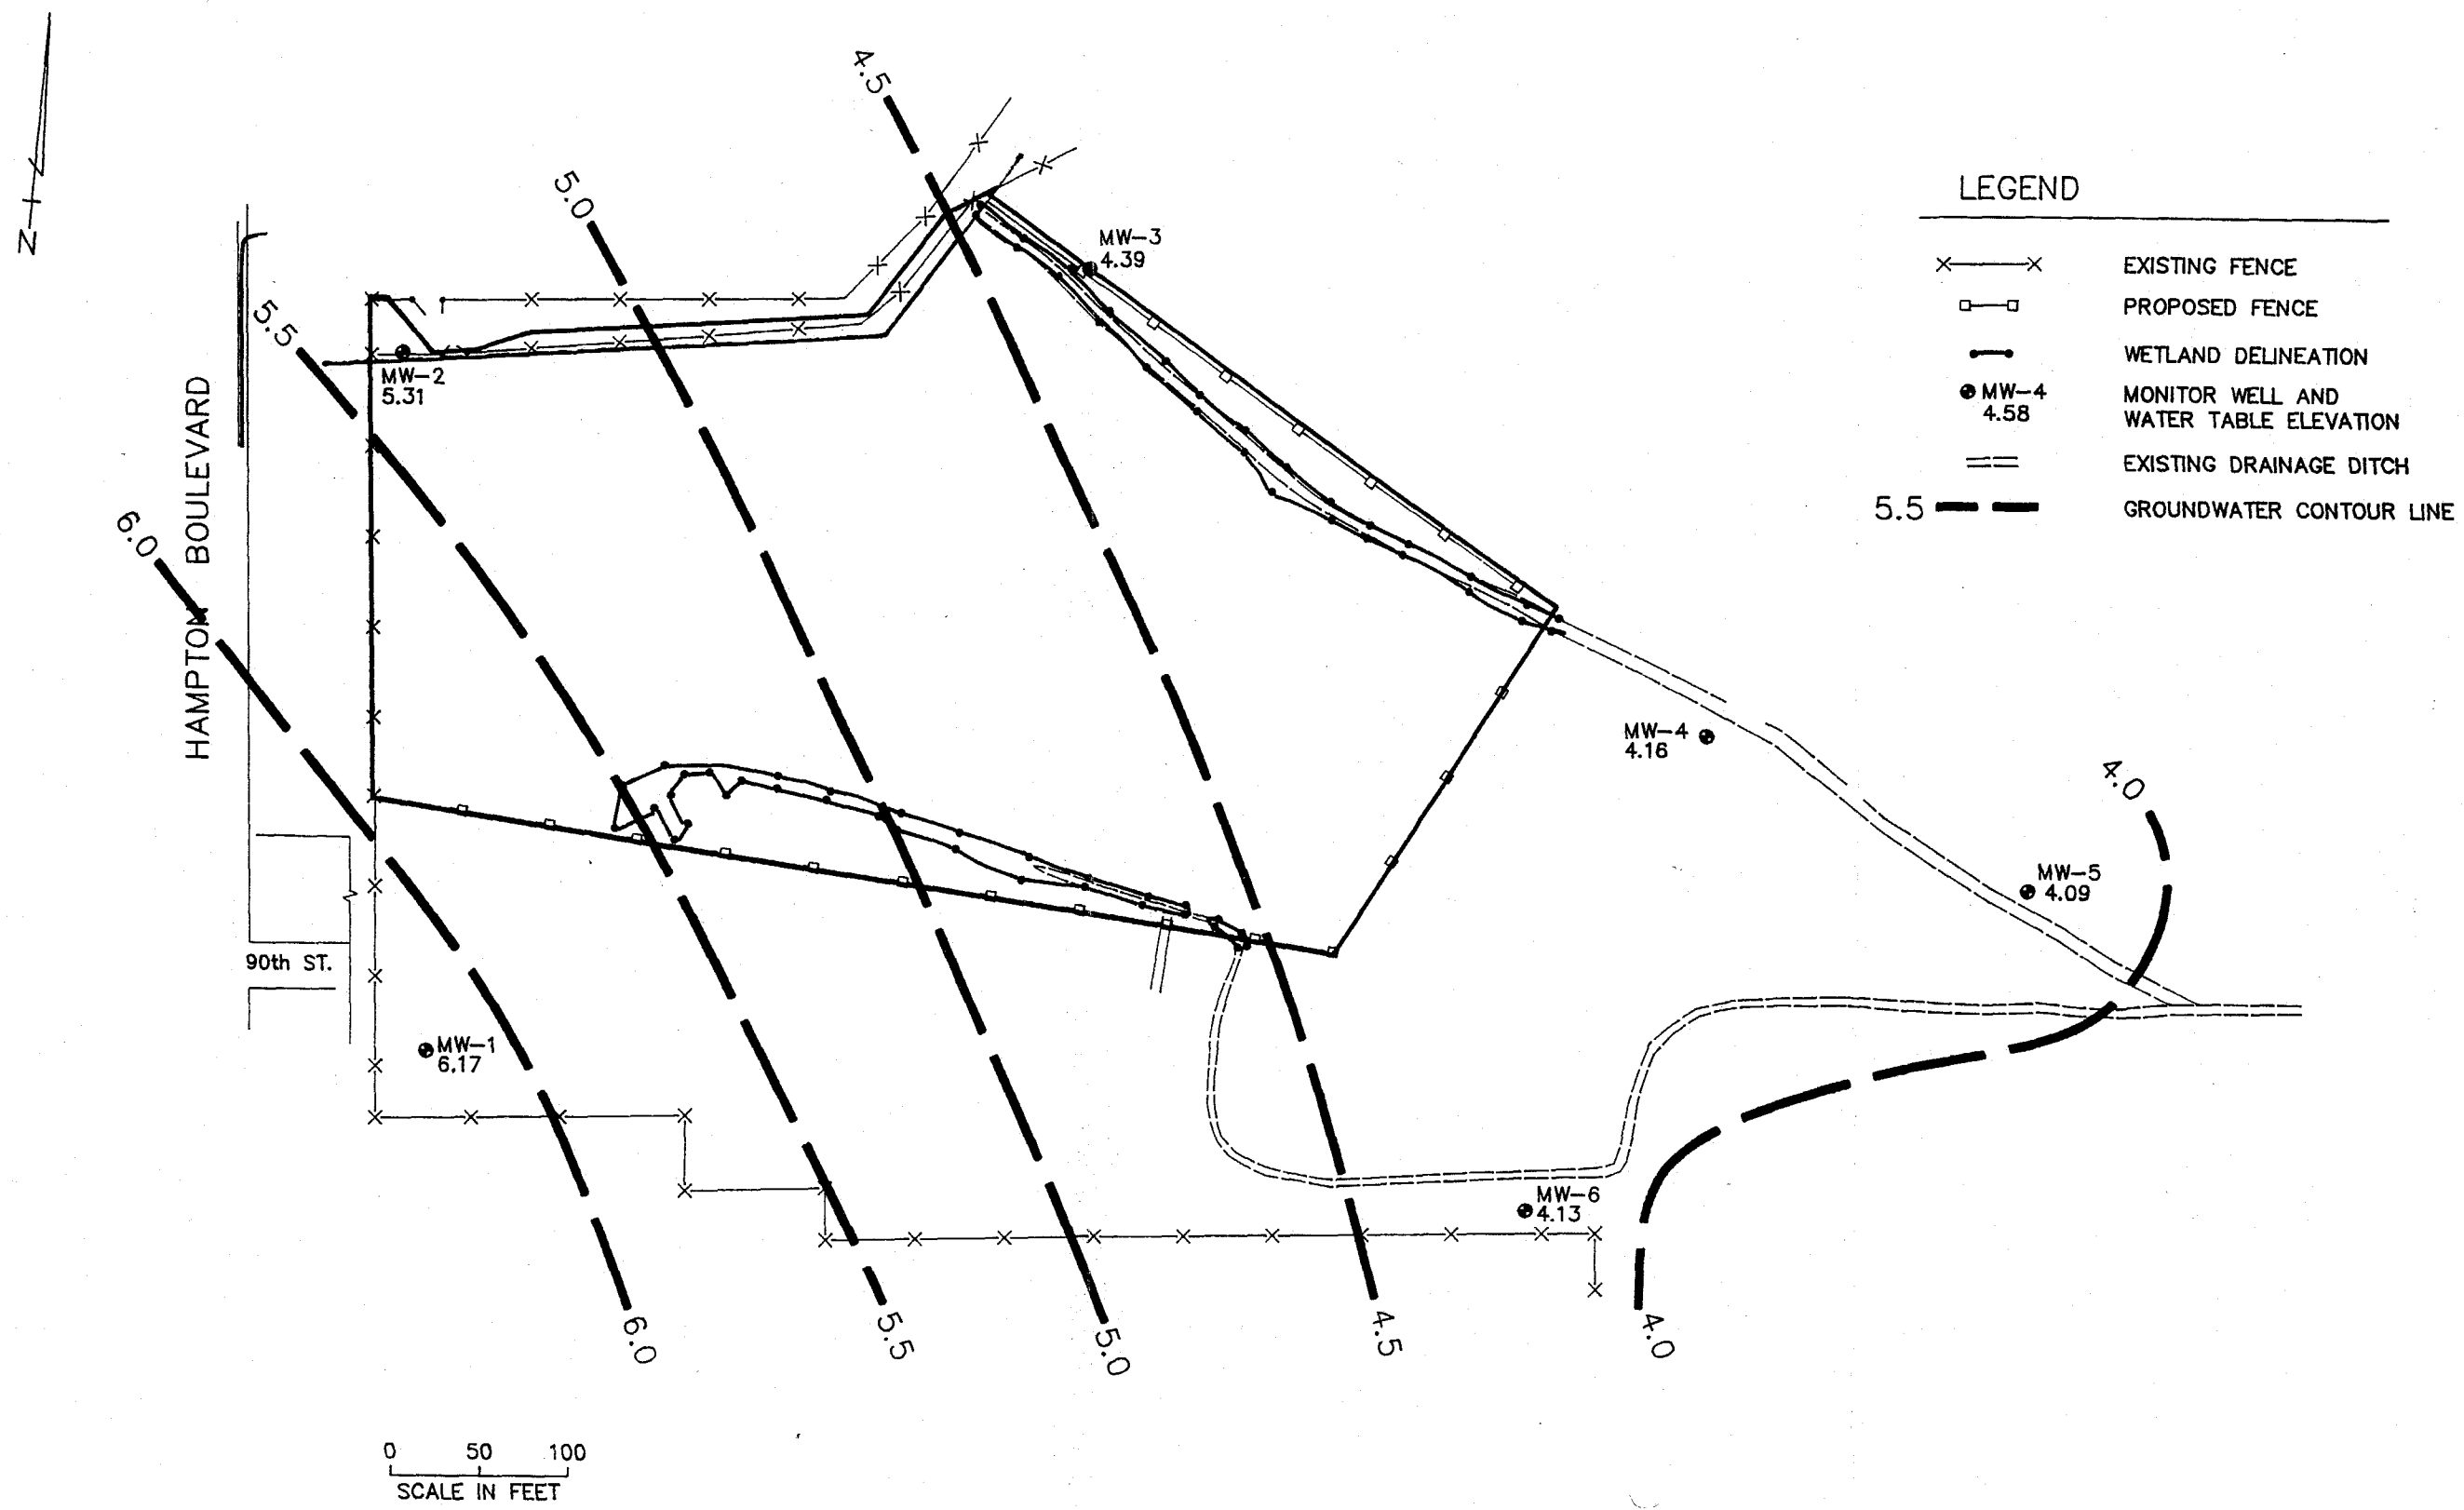 4.5
5.0
5.5
6.0
N
HAMPTON BOULEVARD
MW-3
4.39
MW-2
5.31
LEGEND
EXISTING FENCE
PROPOSED FENCE
WETLAND DELINEATION
MW-4
4.58
MONITOR WELL AND
WATER TABLE ELEVATION
EXISTING DRAINAGE DITCH
5.5
GROUNDWATER CONTOUR LINE
MW-4
4.16
4.0
MW-5
4.09
90th ST.
MW-1
6.17
MW-6
4.13
6.0
5.5
5.0
4.5
4.0
0 50 100
SCALE IN FEET